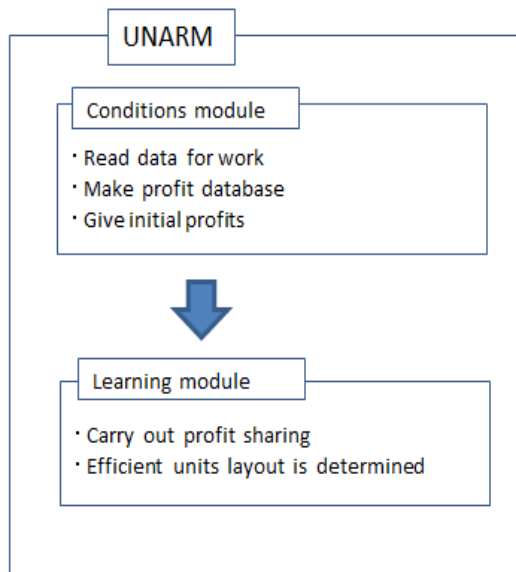 UNARM
Conditions module
・Read data for work
・Make profit database
・Give initial profits
Learning module
・Carry out profit sharing
・Efficient units layout is determined